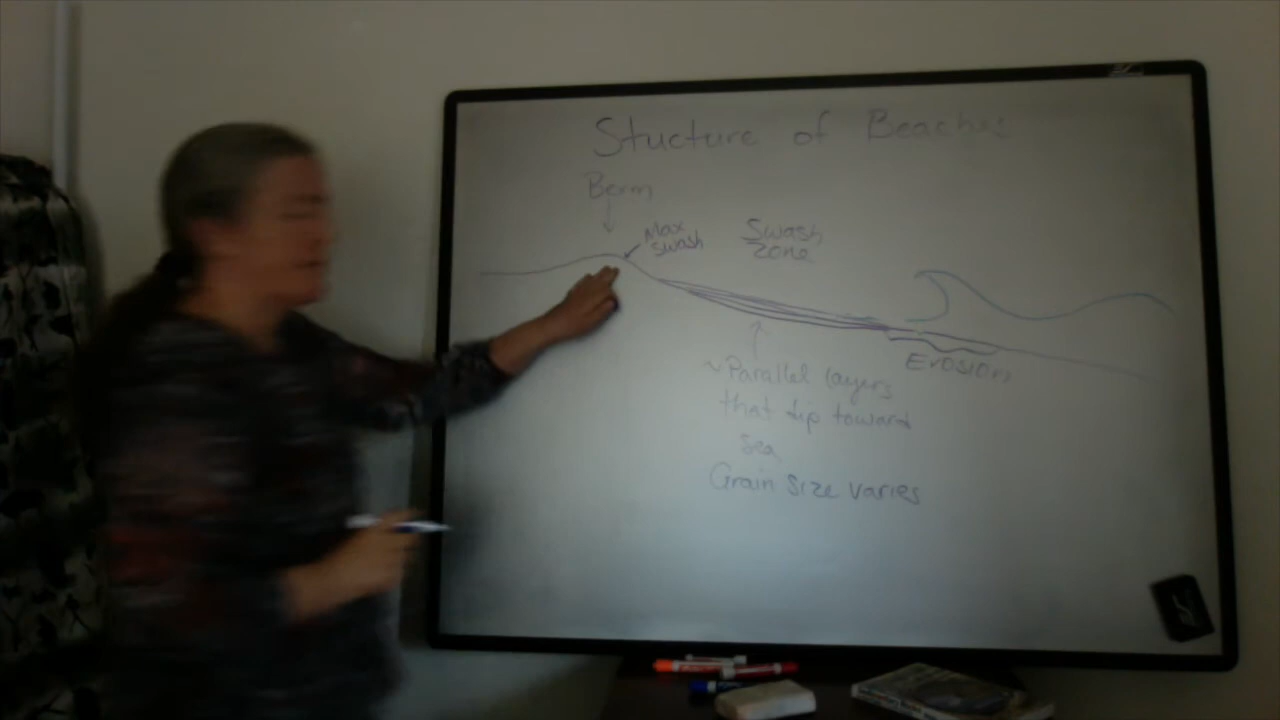 Stucture of Beaches
Berm
Max
swash
Swash
Zone
Erosion
~Parallel layers
that dip toward
sea
Grain size varies